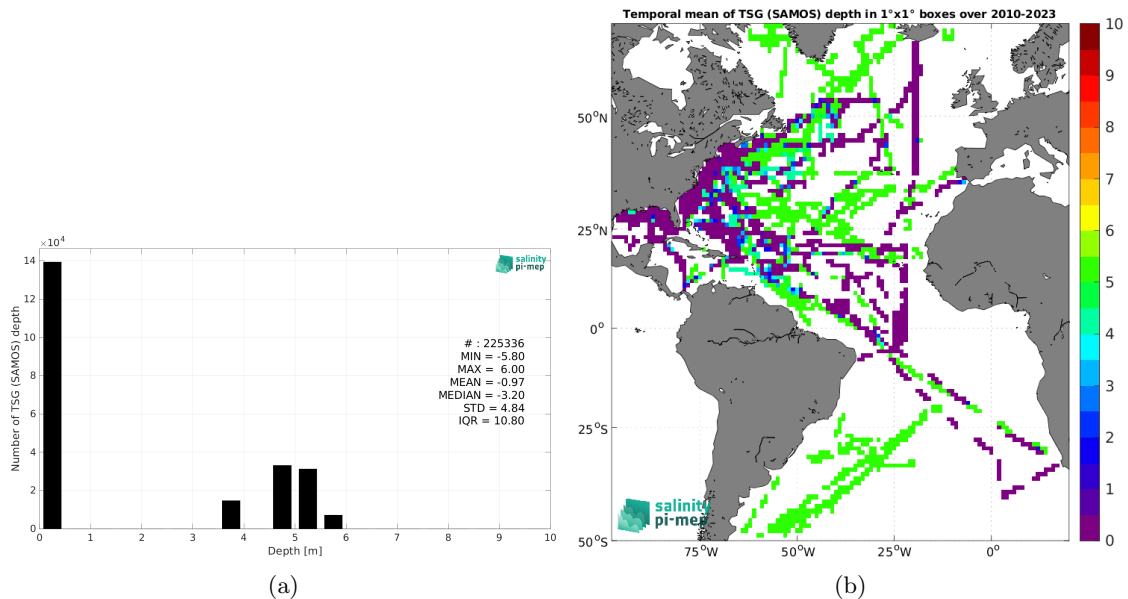 ×10⁴
14
12
10
8
6
4
2
0
Number of TSG (SAMOS) depth
salinity
pi-mep
# : 225336
MIN = -5.80
MAX = 6.00
MEAN = -0.97
MEDIAN = -3.20
STD = 4.84
IQR = 10.80
0 1 2 3 4 5 6 7 8 9 10
Depth [m]
(a)
Temporal mean of TSG (SAMOS) depth in 1°x1° boxes over 2010-2023
50°N
25°N
0°
25°S
50°S
salinity
pi-mep
75°W 50°W 25°W 0°
10
9
8
7
6
5
4
3
2
1
0
(b)